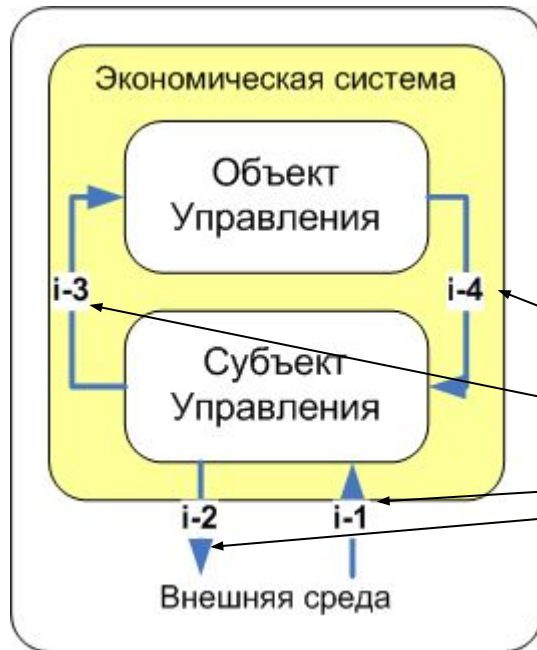 Экономическая система
Объект
Управления
i-3
i-4
Субъект
Управления
i-2
i-1
Внешняя среда